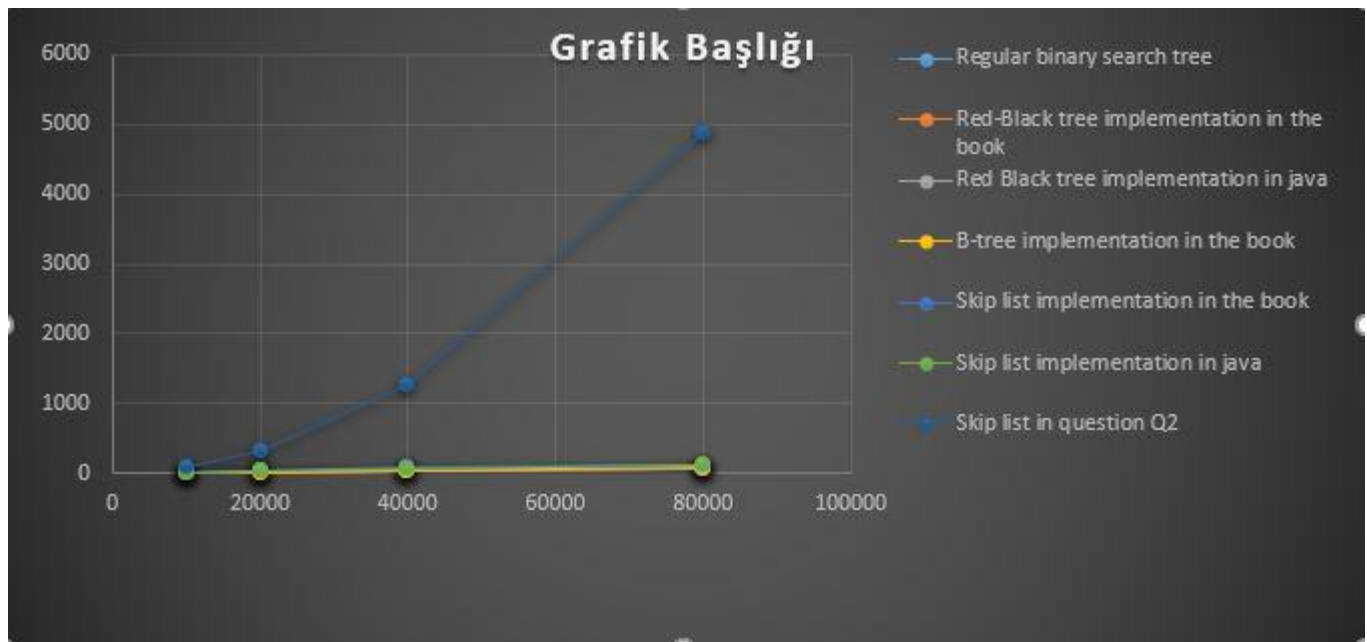 Grafik Başlığı
6000
5000
4000
3000
2000
1000
0
0 20000 40000 60000 80000 100000
Regular binary search tree
Red-Black tree implementation in the
book
Red Black tree implementation in java
B-tree implementation in the book
Skip list implementation in the book
Skip list implementation in java
Skip list in question Q2